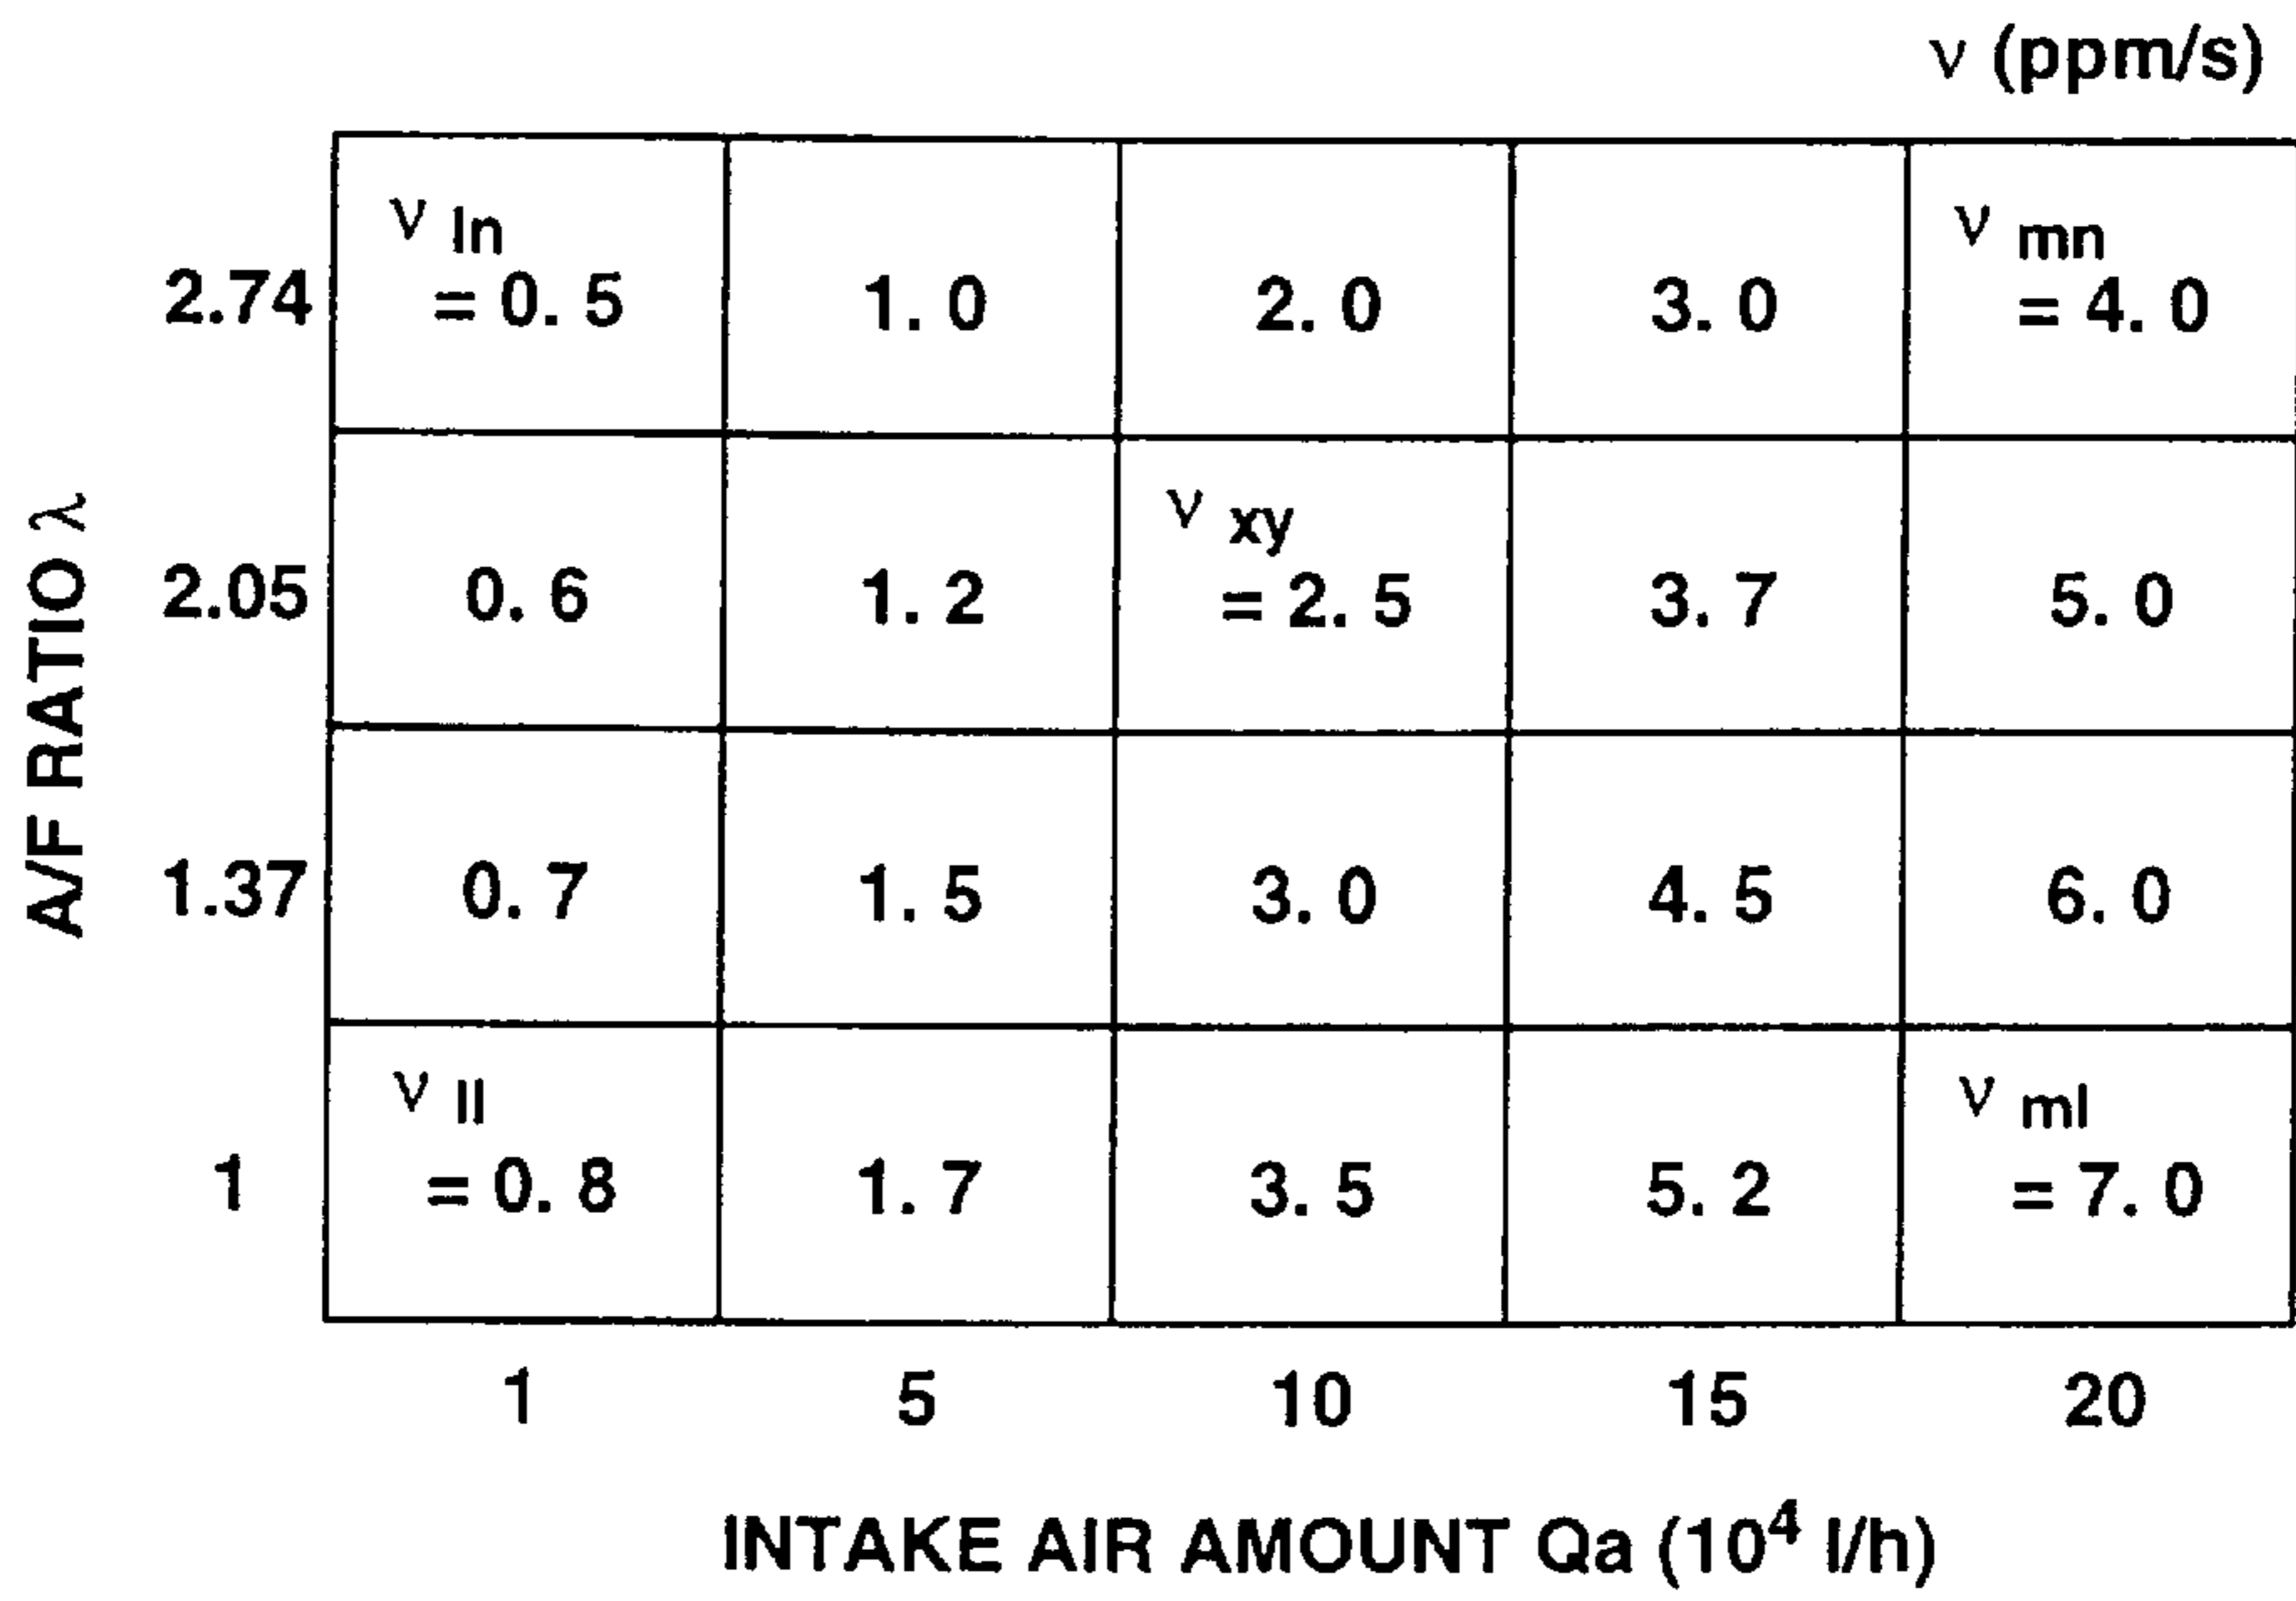 ν (ppm/s)
ν ln
= 0. 5
1. 0
2. 0
3. 0
ν mn
= 4. 0
2.74
0. 6
1. 2
ν xy
= 2. 5
3. 7
5. 0
2.05
0. 7
1. 5
3. 0
4. 5
6. 0
1.37
ν ll
= 0. 8
1. 7
3. 5
5. 2
ν ml
= 7. 0
1
A/F RATIO λ
1
5
10
15
20
INTAKE AIR AMOUNT Qa (10⁴ l/h)